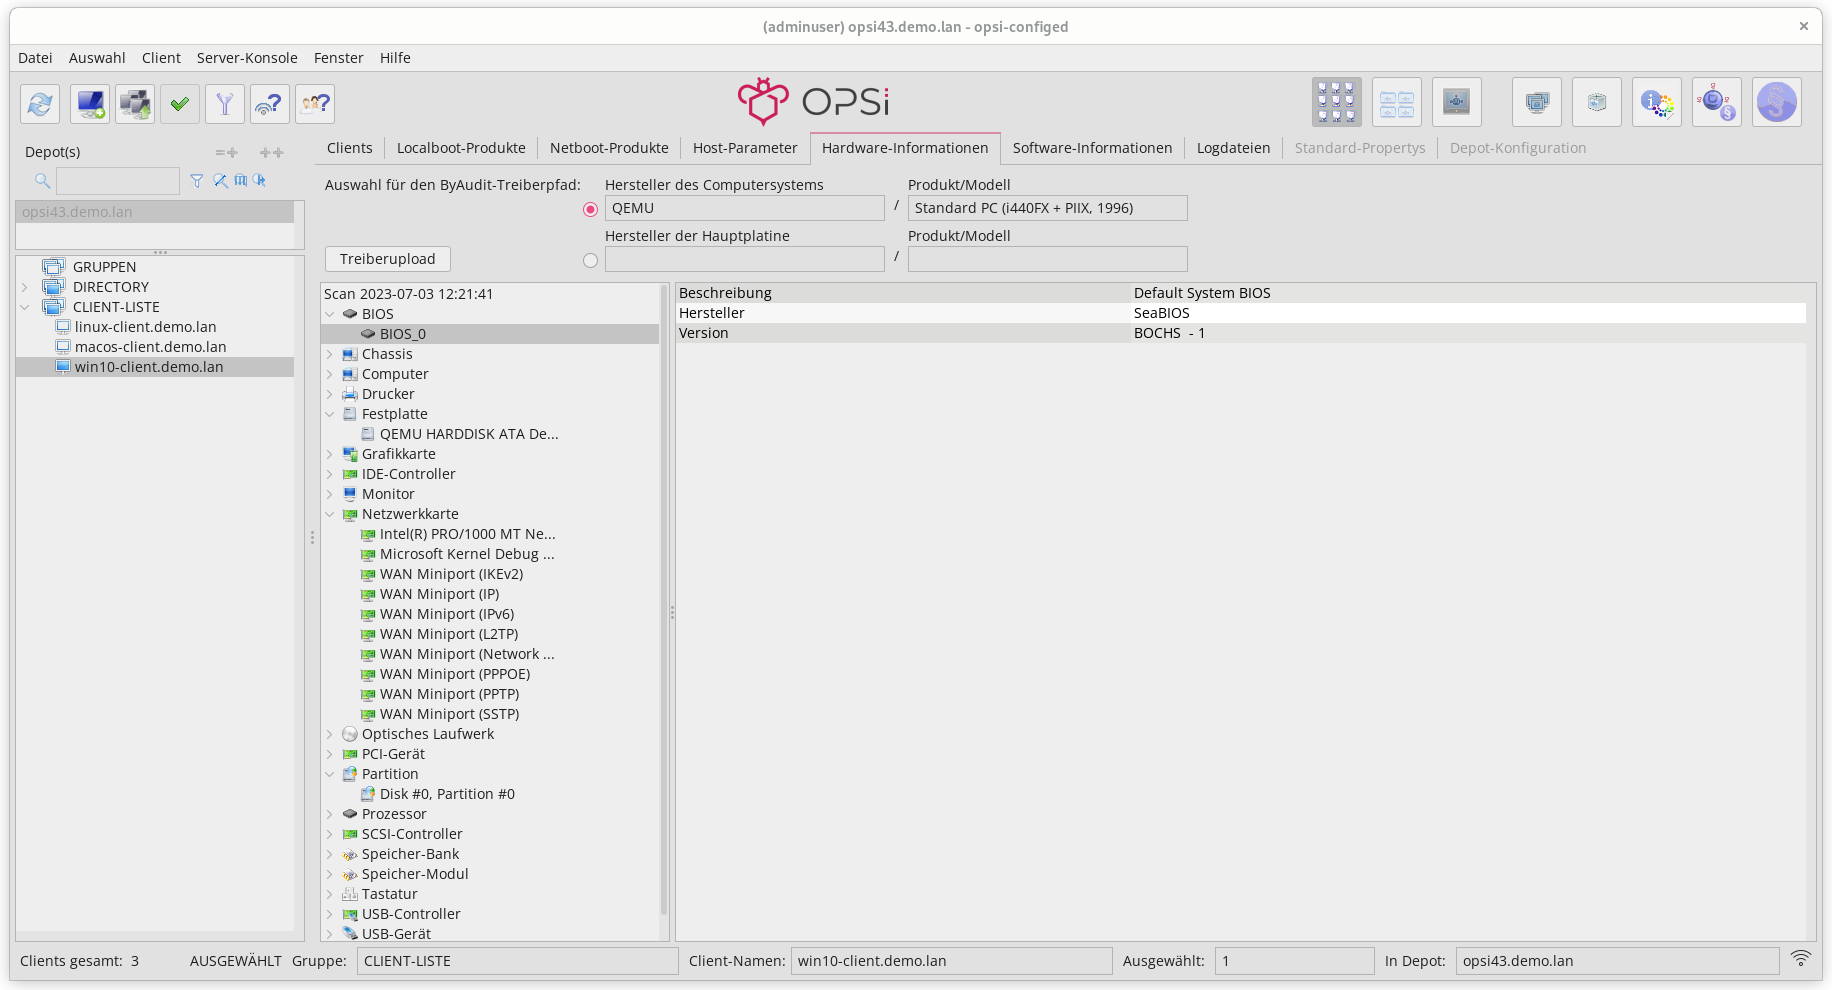 (adminuser) opsi43.demo.lan - opsi-configed
Datei Auswahl Client Server-Konsole Fenster Hilfe
OPSi
Depot(s)
Clients Localboot-Produkte Netboot-Produkte Host-Parameter Hardware-Informationen Software-Informationen Logdateien Standard-Propertys Depot-Konfiguration
opsi43.demo.lan
GRUPPEN
DIRECTORY
CLIENT-LISTE
linux-client.demo.lan
macos-client.demo.lan
win10-client.demo.lan
Auswahl für den ByAudit-Treiberpfad: Hersteller des Computersystems Produkt/Modell
QEMU / Standard PC (i440FX + PIIX, 1996)
Hersteller der Hauptplatine Produkt/Modell
Treiberupload /
Scan 2023-07-03 12:21:41
BIOS
BIOS_0
Chassis
Computer
Drucker
Festplatte
QEMU HARDDISK ATA De...
Grafikkarte
IDE-Controller
Monitor
Netzwerkkarte
Intel(R) PRO/1000 MT Ne...
Microsoft Kernel Debug ...
WAN Miniport (IKEv2)
WAN Miniport (IP)
WAN Miniport (IPv6)
WAN Miniport (L2TP)
WAN Miniport (Network ...
WAN Miniport (PPPOE)
WAN Miniport (PPTP)
WAN Miniport (SSTP)
Optisches Laufwerk
PCI-Gerät
Partition
Disk #0, Partition #0
Prozessor
SCSI-Controller
Speicher-Bank
Speicher-Modul
Tastatur
USB-Controller
USB-Gerät
Beschreibung Default System BIOS
Hersteller SeaBIOS
Version BOCHS - 1
Clients gesamt: 3 AUSGEWÄHLT Gruppe: CLIENT-LISTE Client-Namen: win10-client.demo.lan Ausgewählt: 1 In Depot: opsi43.demo.lan